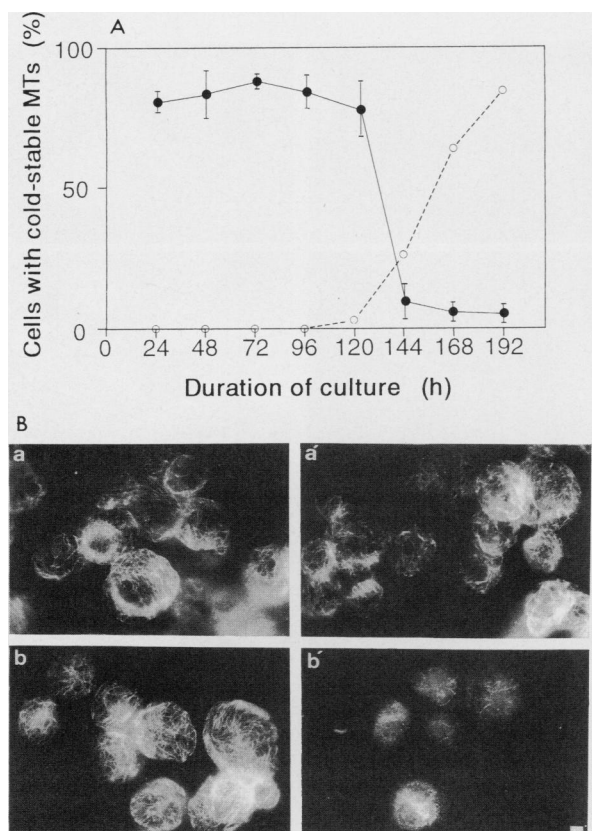 A
Cells with cold-stable MTs (%)
100
50
0
0 24 48 72 96 120 144 168 192
Duration of culture (h)
B
a
a´
b
b´